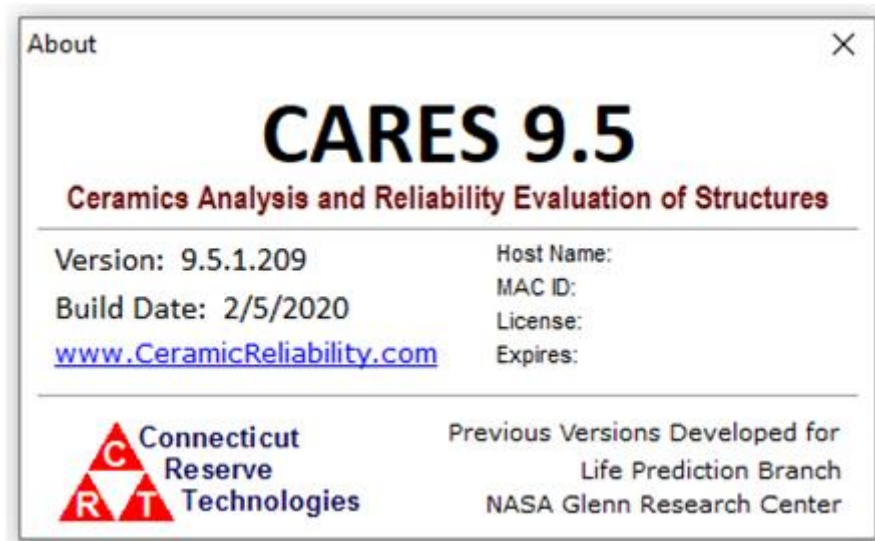 About
CARES 9.5
Ceramics Analysis and Reliability Evaluation of Structures
Version: 9.5.1.209
Build Date: 2/5/2020
www.CeramicReliability.com
Host Name:
MAC ID:
License:
Expires:
C
R T
Connecticut
Reserve
Technologies
Previous Versions Developed for
Life Prediction Branch
NASA Glenn Research Center